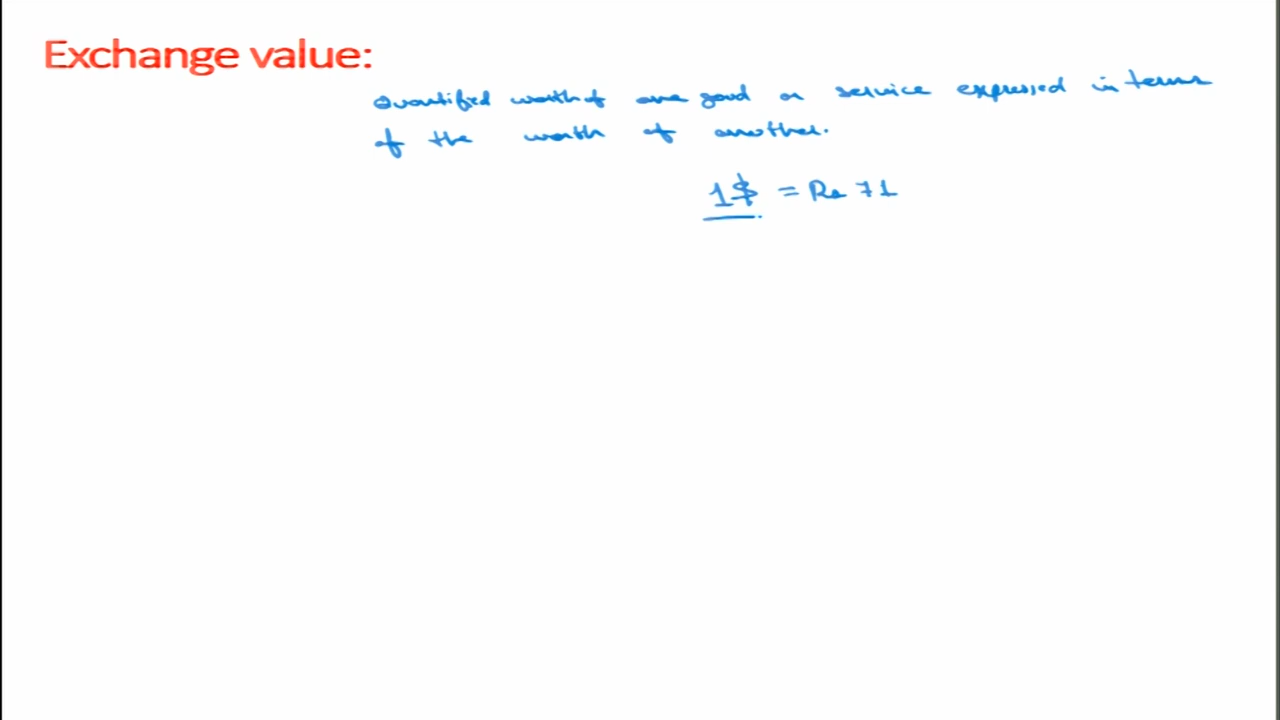 Exchange value:
Quantified worth of one good or service expressed in terms
of the worth of another.
1$ = Rs 71